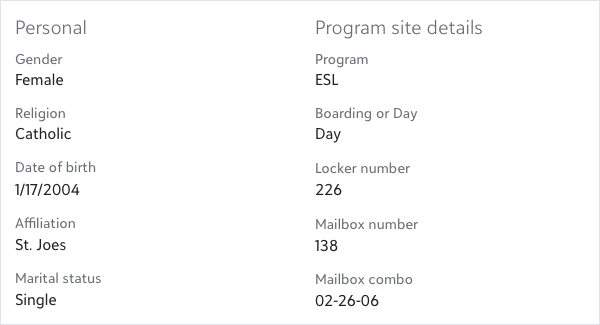 Personal
Gender
Female
Religion
Catholic
Date of birth
1/17/2004
Affiliation
St. Joes
Marital status
Single
Program site details
Program
ESL
Boarding or Day
Day
Locker number
226
Mailbox number
138
Mailbox combo
02-26-06